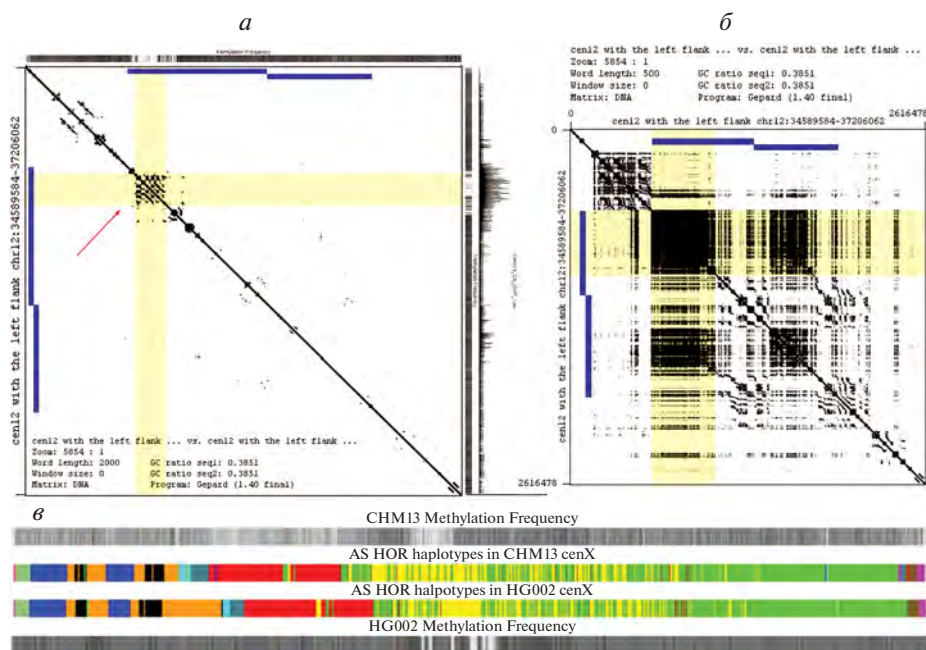 а
Methylation Frequency
cen12 with the left flank chr12:34589584-37206062
cen12 with the left flank ... vs. cen12 with the left flank ...
Zoom: 5854 : 1
Word length: 2000 GC ratio seq1: 0.3851
Window size: 0 GC ratio seq2: 0.3851
Matrix: DNA Program: Gepard (1.40 final)
б
cen12 with the left flank ... vs. cen12 with the left flank ...
Zoom: 5854 : 1
Word length: 500 GC ratio seq1: 0.3851
Window size: 0 GC ratio seq2: 0.3851
Matrix: DNA Program: Gepard (1.40 final)
0 2616478
cen12 with the left flank chr12:34589584-37206062
0
cen12 with the left flank chr12:34589584-37206062
2616478
в
CHM13 Methylation Frequency
AS HOR haplotypes in CHM13 cenX
AS HOR halpotypes in HG002 cenX
HG002 Methylation Frequency